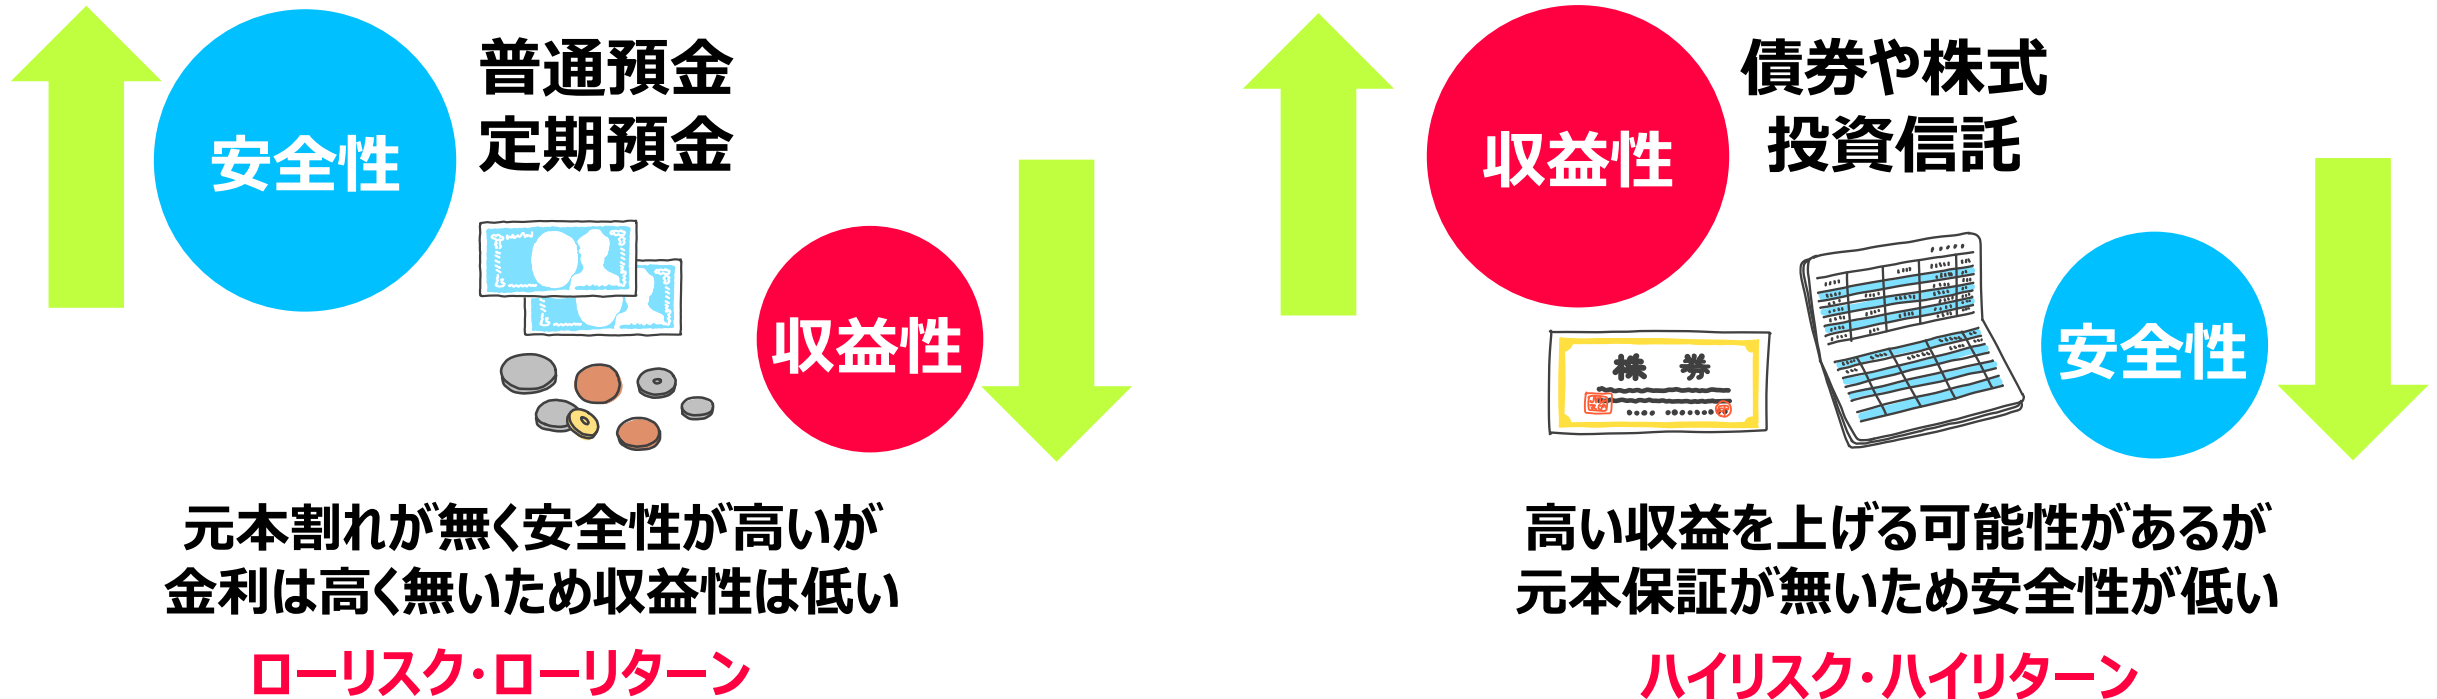 安全性
普通預金
定期預金
収益性
元本割れが無く安全性が高いが
金利は高く無いため収益性は低い
ローリスク・ローリターン
収益性
債券や株式
投資信託
株 券
安全性
高い収益を上げる可能性があるが
元本保証が無いため安全性が低い
ハイリスク・ハイリターン